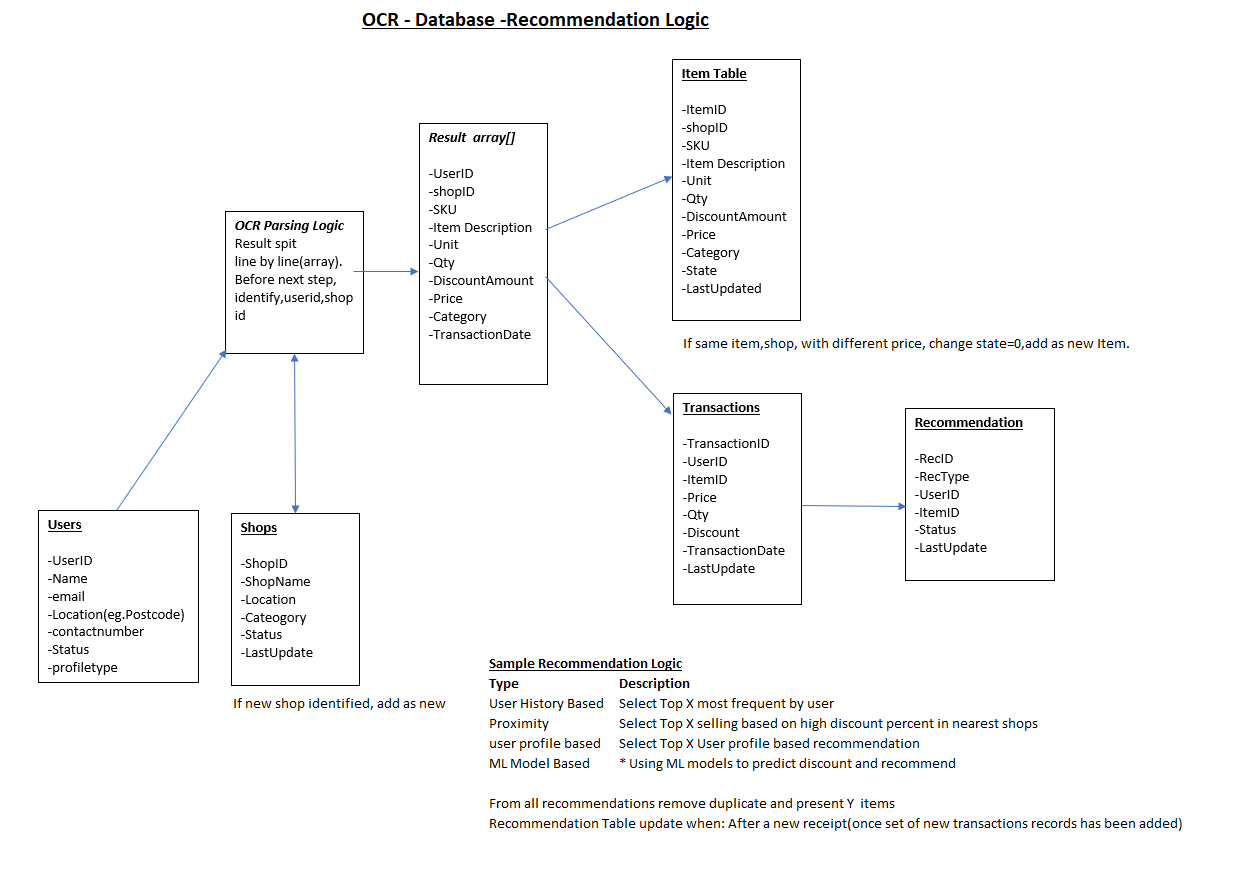 OCR - Database -Recommendation Logic
Item Table
-ItemID
-shopID
-SKU
-Item Description
-Unit
-Qty
-DiscountAmount
-Price
-Category
-State
-LastUpdated
If same item,shop, with different price, change state=0,add as new Item.
Result  array[]
-UserID
-shopID
-SKU
-Item Description
-Unit
-Qty
-DiscountAmount
-Price
-Category
-TransactionDate
OCR Parsing Logic
Result spit
line by line(array).
Before next step,
identify,userid,shop
id
Transactions
-TransactionID
-UserID
-ItemID
-Price
-Qty
-Discount
-TransactionDate
-LastUpdate
Recommendation
-RecID
-RecType
-UserID
-ItemID
-Status
-LastUpdate
Users
-UserID
-Name
-email
-Location(eg.Postcode)
-contactnumber
-Status
-profiletype
Shops
-ShopID
-ShopName
-Location
-Cateogory
-Status
-LastUpdate
If new shop identified, add as new
Sample Recommendation Logic
Type Description
User History Based Select Top X most frequent by user
Proximity Select Top X selling based on high discount percent in nearest shops
user profile based Select Top X User profile based recommendation
ML Model Based * Using ML models to predict discount and recommend
From all recommendations remove duplicate and present Y  items
Recommendation Table update when: After a new receipt(once set of new transactions records has been added)